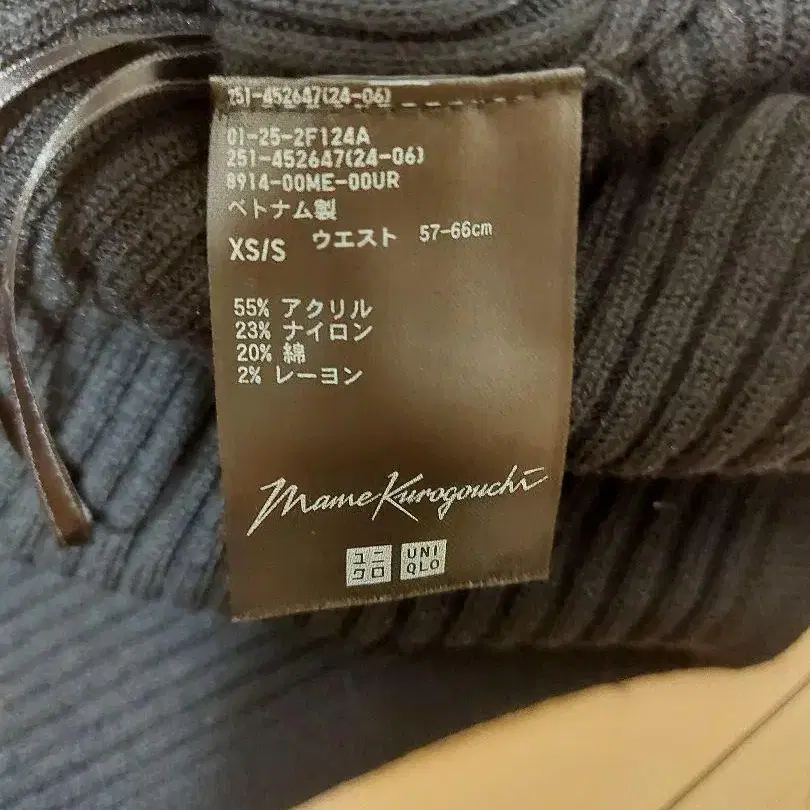 251-452647(24-06)
01-25-2F124A
251-452647(24-06)
8914-00ME-00UR
ベトナム製
XS/S ウエスト 57-66cm
55% アクリル
23% ナイロン
20% 綿
2% レーヨン
Mame Kurogouchi
ユニ UNI
クロ QLO